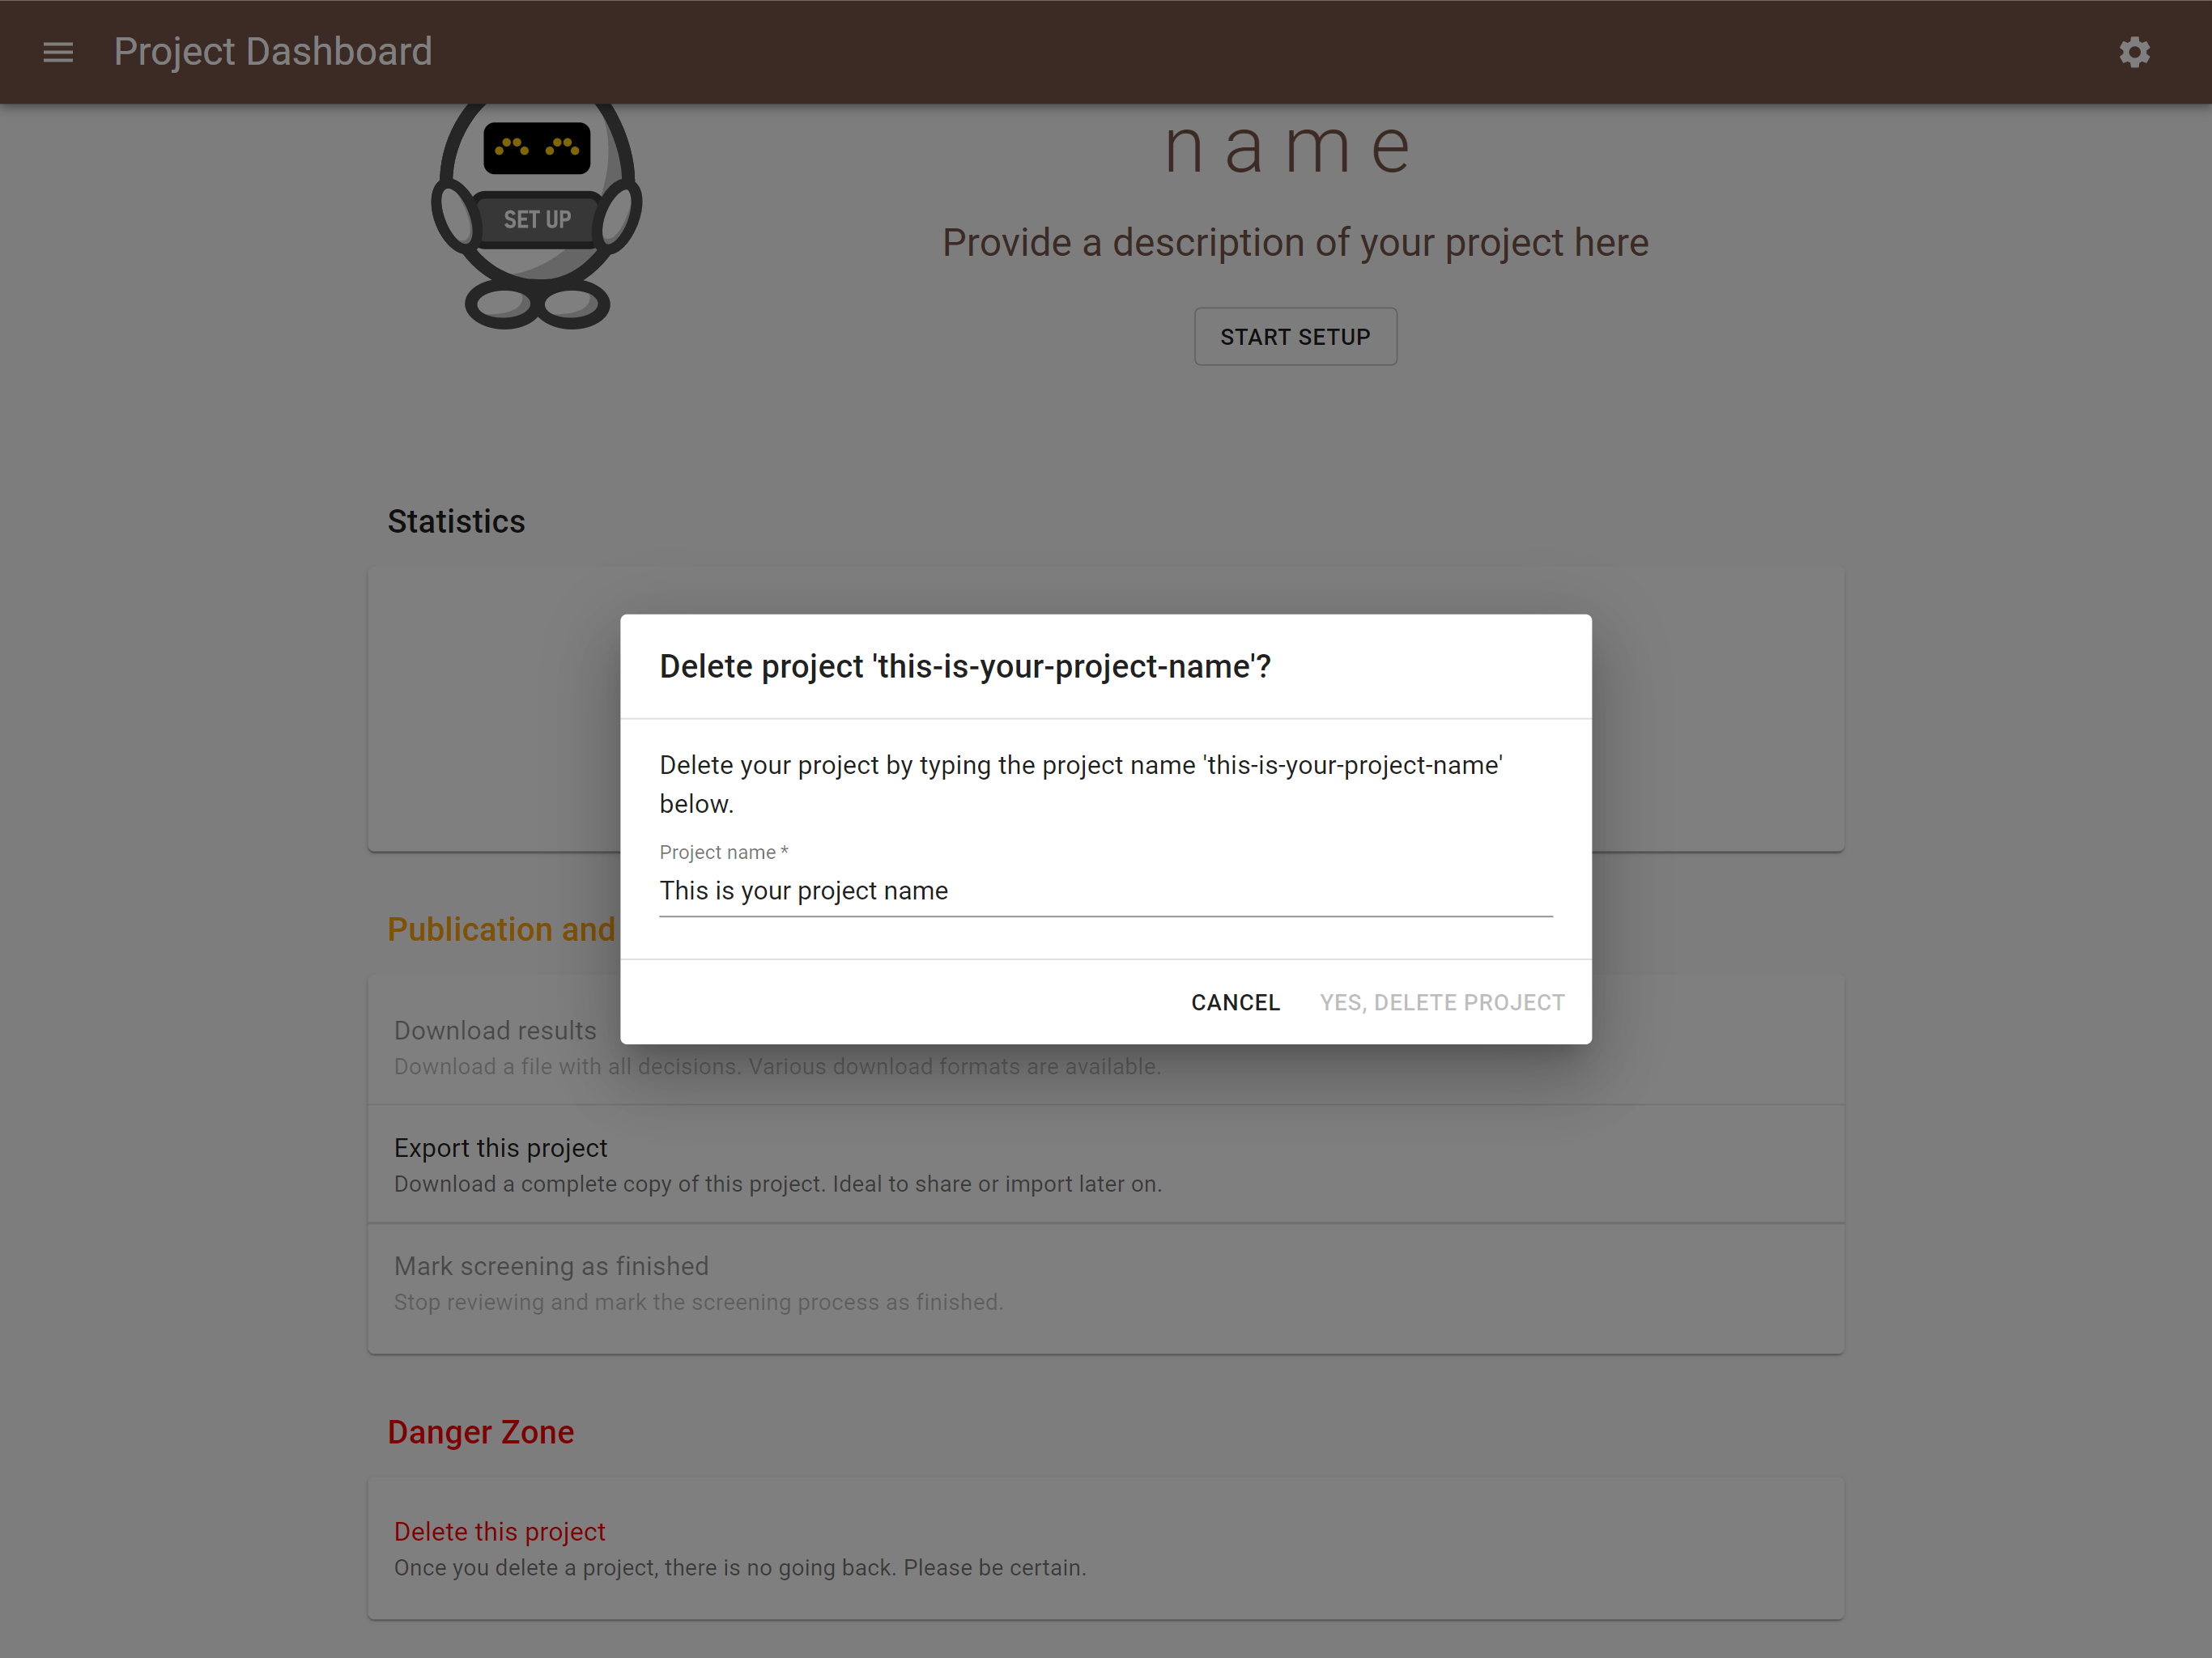 Project Dashboard
name
SET UP
Provide a description of your project here
START SETUP
Statistics
Delete project 'this-is-your-project-name'?
Delete your project by typing the project name 'this-is-your-project-name'
below.
Project name *
This is your project name
CANCEL YES, DELETE PROJECT
Publication and
Download results
Download a file with all decisions. Various download formats are available.
Export this project
Download a complete copy of this project. Ideal to share or import later on.
Mark screening as finished
Stop reviewing and mark the screening process as finished.
Danger Zone
Delete this project
Once you delete a project, there is no going back. Please be certain.